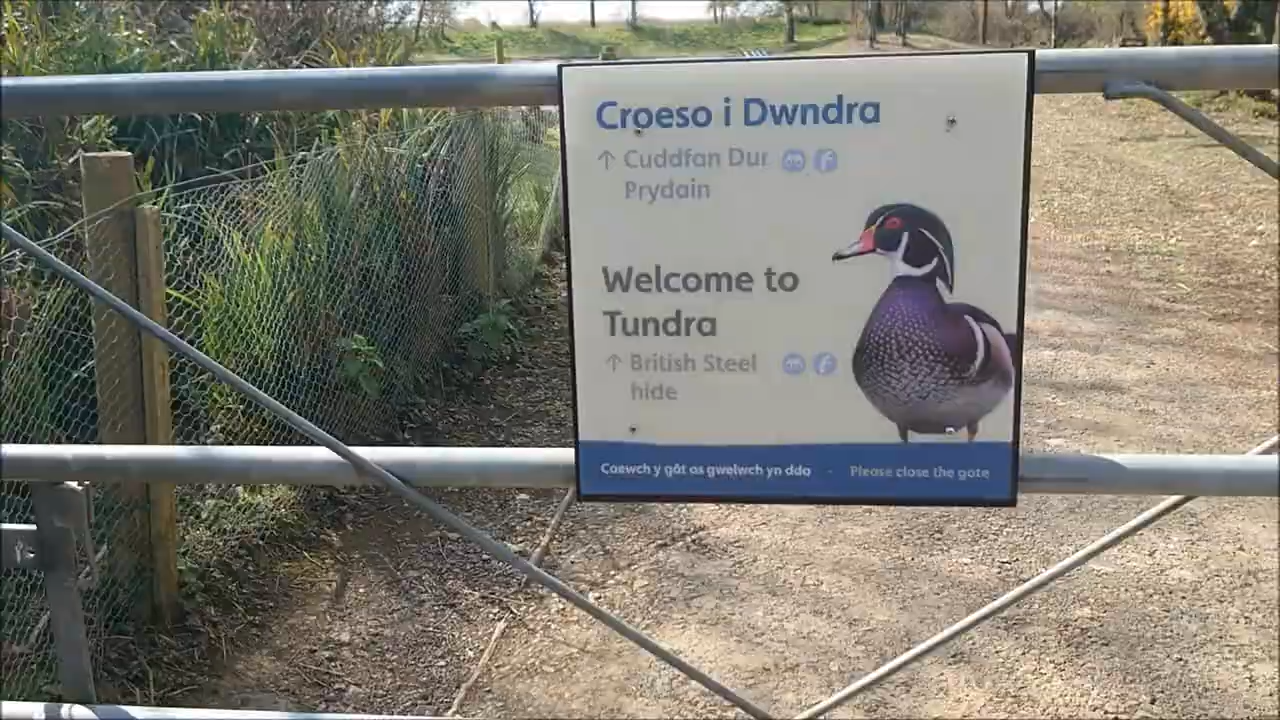 Croeso i Dwndra
↑ Cuddfan Dur
Prydain
Welcome to
Tundra
↑ British Steel
hide
Caewch y gât os gwelwch yn dda - Please close the gate